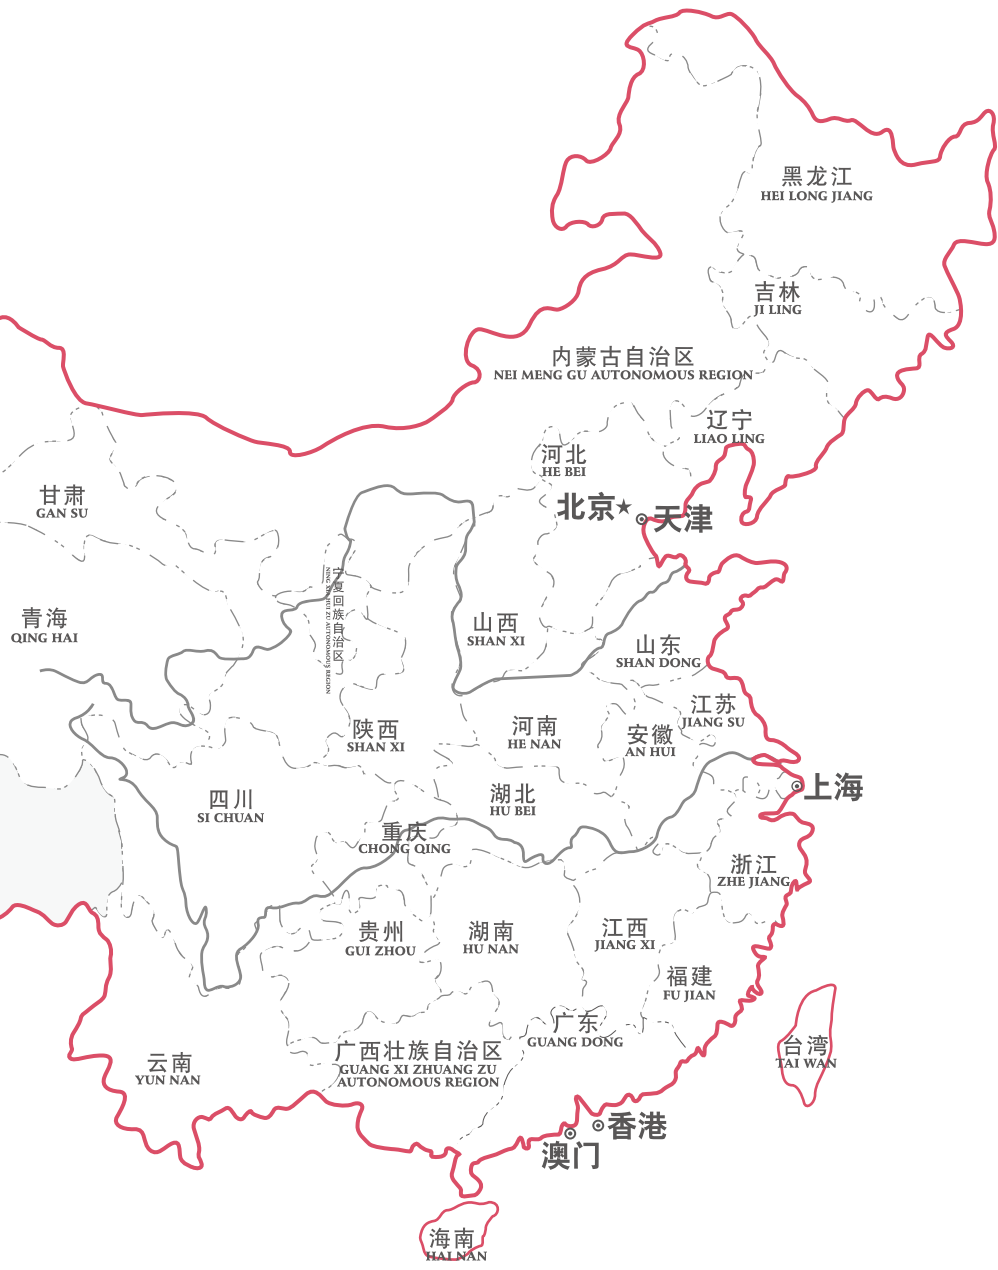 黑龙江
HEI LONG JIANG
吉林
JI LING
内蒙古自治区
NEI MENG GU AUTONOMOUS REGION
辽宁
LIAO LING
河北
HE BEI
甘肃
GAN SU
北京
天津
宁夏回族自治区
NING XIA HUI ZU AUTONOMOUS REGION
青海
QING HAI
山西
SHAN XI
山东
SHAN DONG
江苏
JIANG SU
陕西
SHAN XI
河南
HE NAN
安徽
AN HUI
上海
四川
SI CHUAN
湖北
HU BEI
重庆
CHONG QING
浙江
ZHE JIANG
贵州
GUI ZHOU
湖南
HU NAN
江西
JIANG XI
福建
FU JIAN
广东
GUANG DONG
台湾
TAI WAN
云南
YUN NAN
广西壮族自治区
GUANG XI ZHUANG ZU
AUTONOMOUS REGION
香港
澳门
海南
HAI NAN